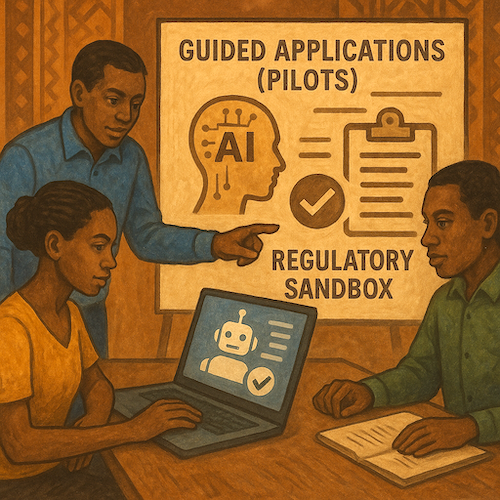 GUIDED APPLICATIONS
(PILOTS)
AI
REGULATORY
SANDBOX